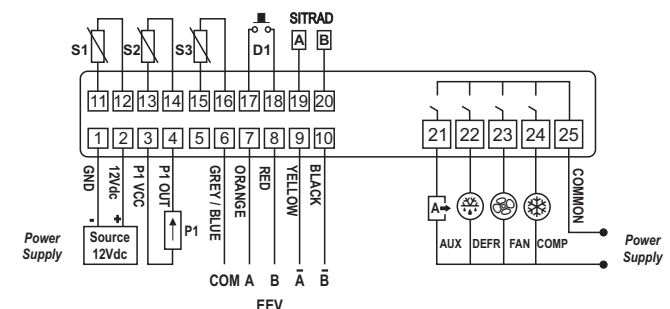 SITRAD
S1 S2 S3 D1 A B
11 12 13 14 15 16 17 18 19 20
1 2 3 4 5 6 7 8 9 10
21 22 23 24 25
GND
12Vdc
P1 VCC
P1 OUT
GREY / BLUE
ORANGE
RED
YELLOW
BLACK
COMMON
- +
Source
12Vdc
Power
Supply
P1
A
AUX DEFR FAN COMP
Power
Supply
COM A B Ā B̄
EEV